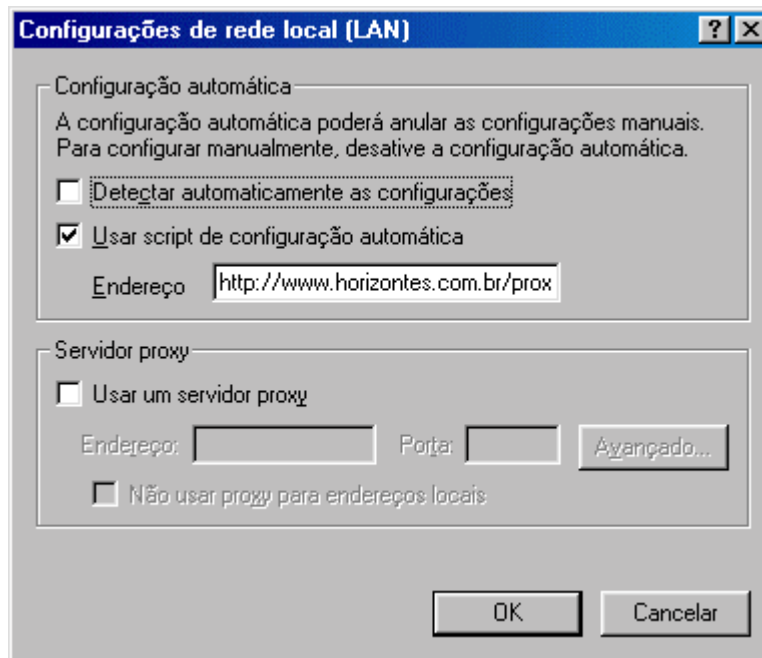 Configurações de rede local (LAN)
Configuração automática
A configuração automática poderá anular as configurações manuais.
Para configurar manualmente, desative a configuração automática.
Detectar automaticamente as configurações
Usar script de configuração automática
Endereço http://www.horizontes.com.br/prox
Servidor proxy
Usar um servidor proxy
Endereço: Porta: Avançado...
Não usar proxy para endereços locais
OK Cancelar